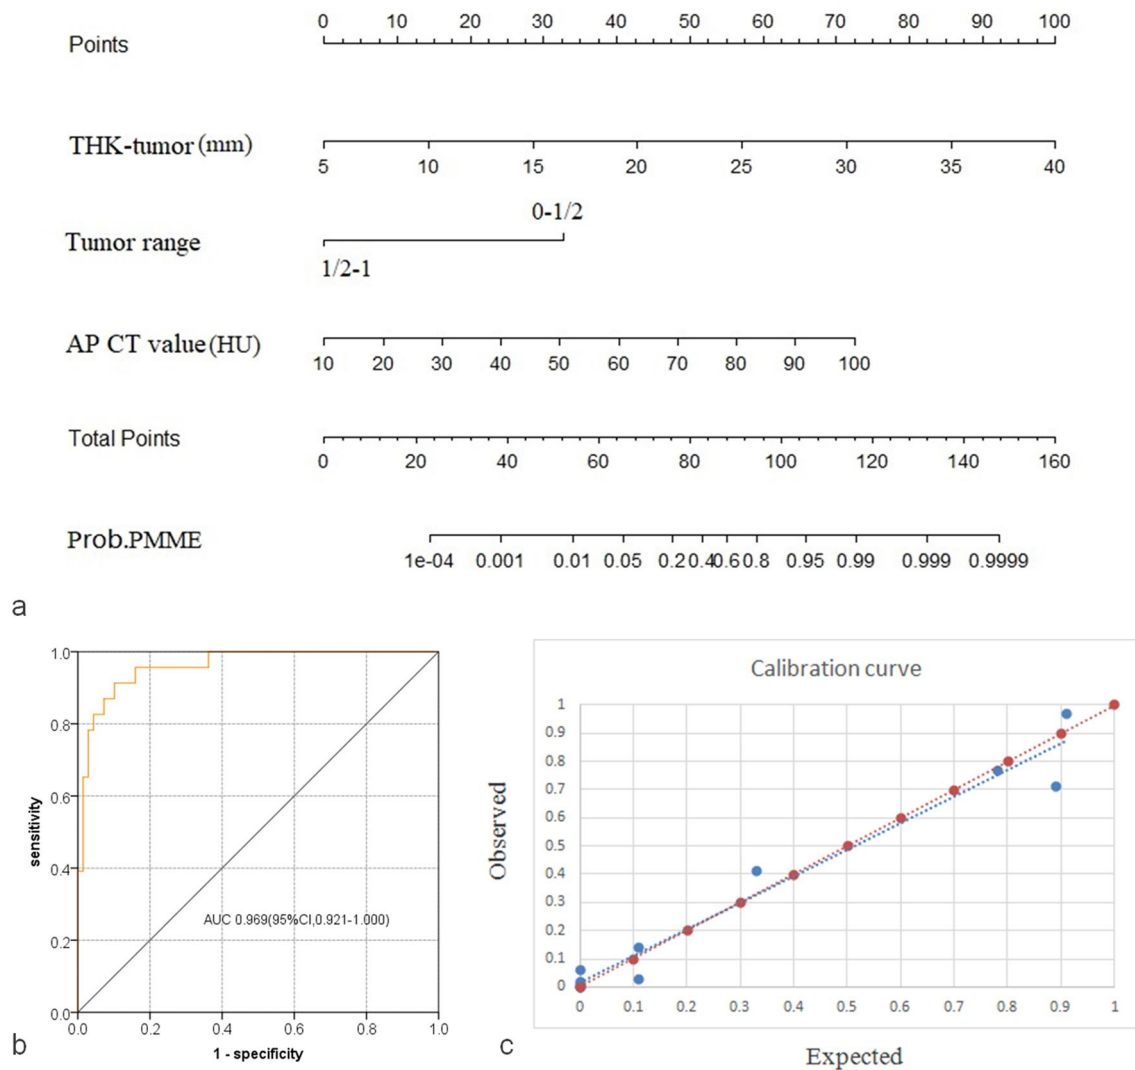 0 10 20 30 40 50 60 70 80 90 100
Points
THK-tumor (mm)
5 10 15 20 25 30 35 40
0-1/2
Tumor range
1/2-1
AP CT value (HU)
10 20 30 40 50 60 70 80 90 100
Total Points
0 20 40 60 80 100 120 140 160
Prob.PMME
1e-04 0.001 0.01 0.05 0.2 0.4 0.6 0.8 0.95 0.99 0.999 0.9999
a
1.0
0.8
0.6
0.4
0.2
0.0
sensitivity
AUC 0.969(95%CI,0.921-1.000)
0.0 0.2 0.4 0.6 0.8 1.0
1 - specificity
b
Calibration curve
1
0.9
0.8
0.7
0.6
0.5
0.4
0.3
0.2
0.1
0
Observed
0 0.1 0.2 0.3 0.4 0.5 0.6 0.7 0.8 0.9 1
Expected
c